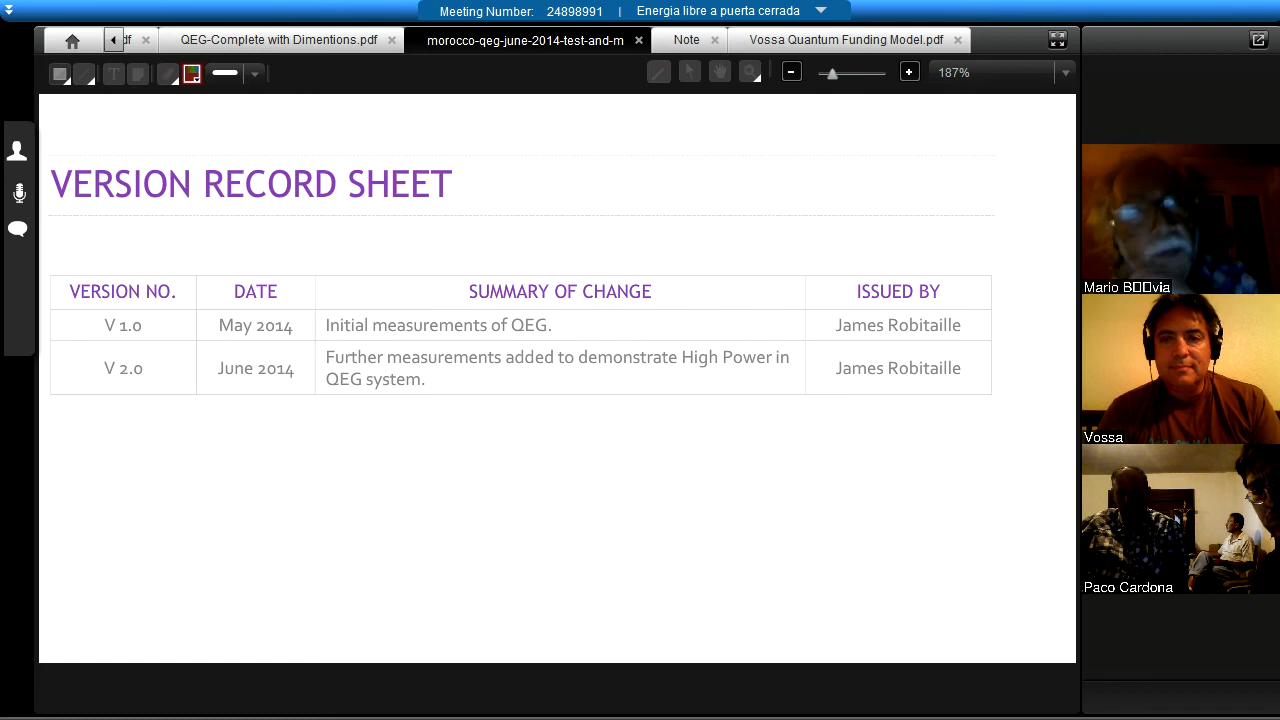 Meeting Number: 24898991 | Energia libre a puerta cerrada
df
QEG-Complete with Dimentions.pdf
morocco-qeg-june-2014-test-and-m
Note
Vossa Quantum Funding Model.pdf
T
187%
VERSION RECORD SHEET
VERSION NO. DATE SUMMARY OF CHANGE ISSUED BY
V 1.0 May 2014 Initial measurements of QEG. James Robitaille
V 2.0 June 2014 Further measurements added to demonstrate High Power in
QEG system. James Robitaille
Mario B□□via
Vossa
Paco Cardona